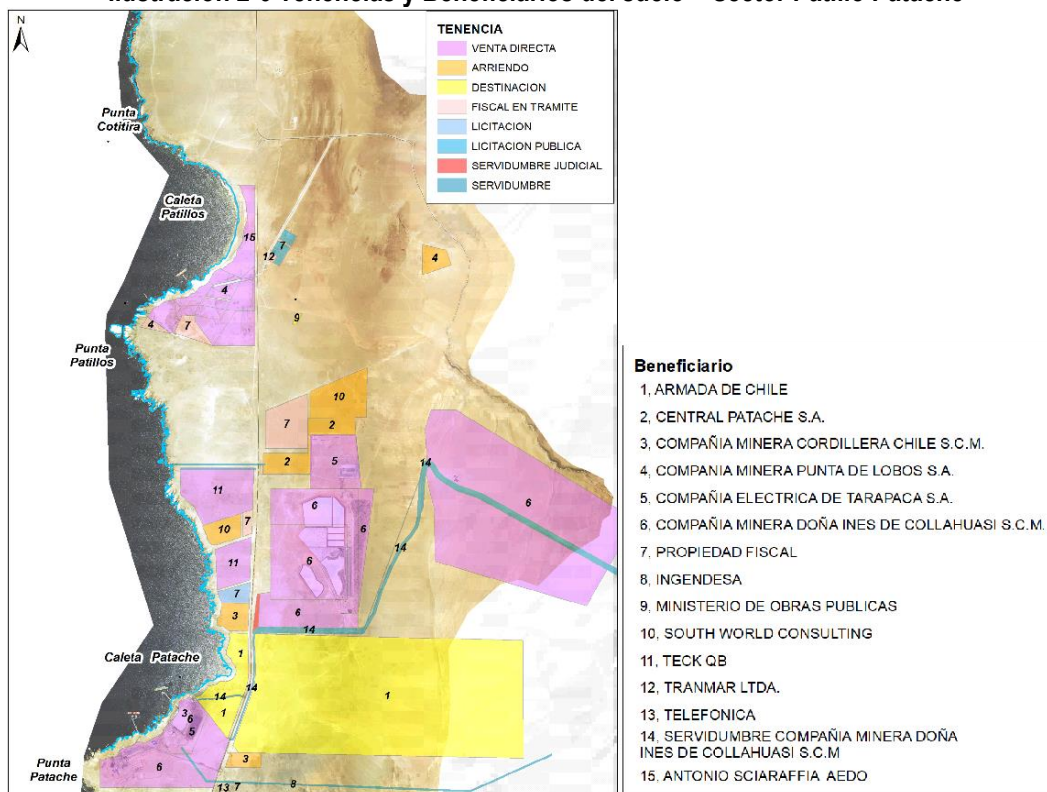 Ilustración 2-6 Tenencias y Beneficiarios del suelo – Sector Patillo Patache
N
TENENCIA
VENTA DIRECTA
ARRIENDO
DESTINACION
FISCAL EN TRAMITE
LICITACION
LICITACION PUBLICA
SERVIDUMBRE JUDICIAL
SERVIDUMBRE
Punta
Cotitira
Caleta
Patillos
15
7
12
4
4
9
4
7
Punta
Patillos
10
7
2
2
5
14
11
6
6
6
10
7
14
11
6
7
3
6
14
Caleta Patache
1
14
1
14
1
3
6
5
Punta
Patache
6
3
13
7
8
Beneficiario
1, ARMADA DE CHILE
2, CENTRAL PATACHE S.A.
3, COMPAÑIA MINERA CORDILLERA CHILE S.C.M.
4, COMPANIA MINERA PUNTA DE LOBOS S.A.
5, COMPAÑIA ELECTRICA DE TARAPACA S.A.
6, COMPAÑIA MINERA DOÑA INES DE COLLAHUASI S.C.M.
7, PROPIEDAD FISCAL
8, INGENDESA
9, MINISTERIO DE OBRAS PUBLICAS
10, SOUTH WORLD CONSULTING
11, TECK QB
12, TRANMAR LTDA.
13, TELEFONICA
14, SERVIDUMBRE COMPAÑIA MINERA DOÑA
INES DE COLLAHUASI S.C.M
15, ANTONIO SCIARAFFIA AEDO